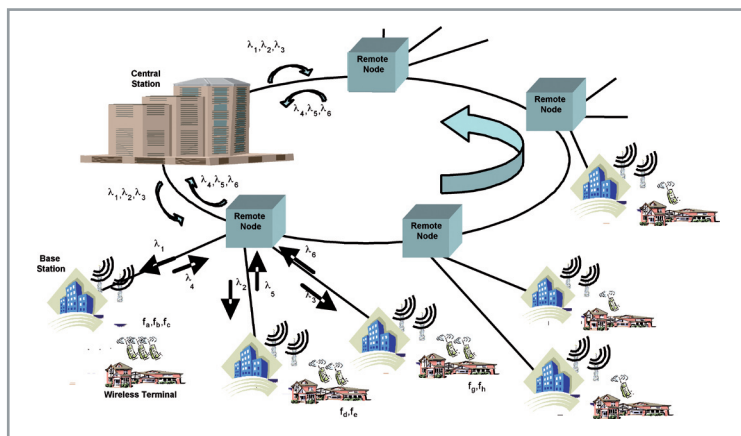 λ1,λ2,λ3
Central
Station
λ4,λ5,λ6
Remote
Node
Remote
Node
λ4,λ5,λ6
λ1,λ2,λ3
Remote
Node
Remote
Node
λ1
λ6
Base
Station
λ4
λ2
λ5
λ3
fa,fb,fc
Wireless Terminal
fd,fe
fg,fh